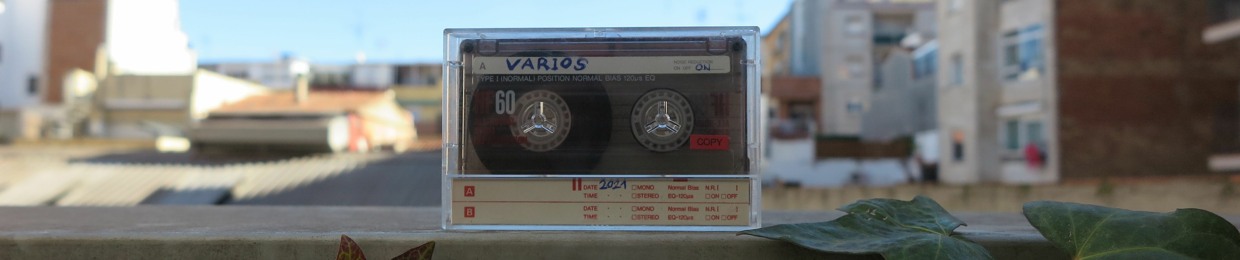 A VARIOS ON
TYPE I (NORMAL) POSITION NORMAL BIAS 120μs EQ
60
COPY
A DATE 2021 □MONO Normal Bias N.R.[ ]
TIME · · □STEREO EQ-120μs □ON □OFF
B DATE · · □MONO Normal Bias N.R.[ ]
TIME · · □STEREO EQ-120μs □ON □OFF